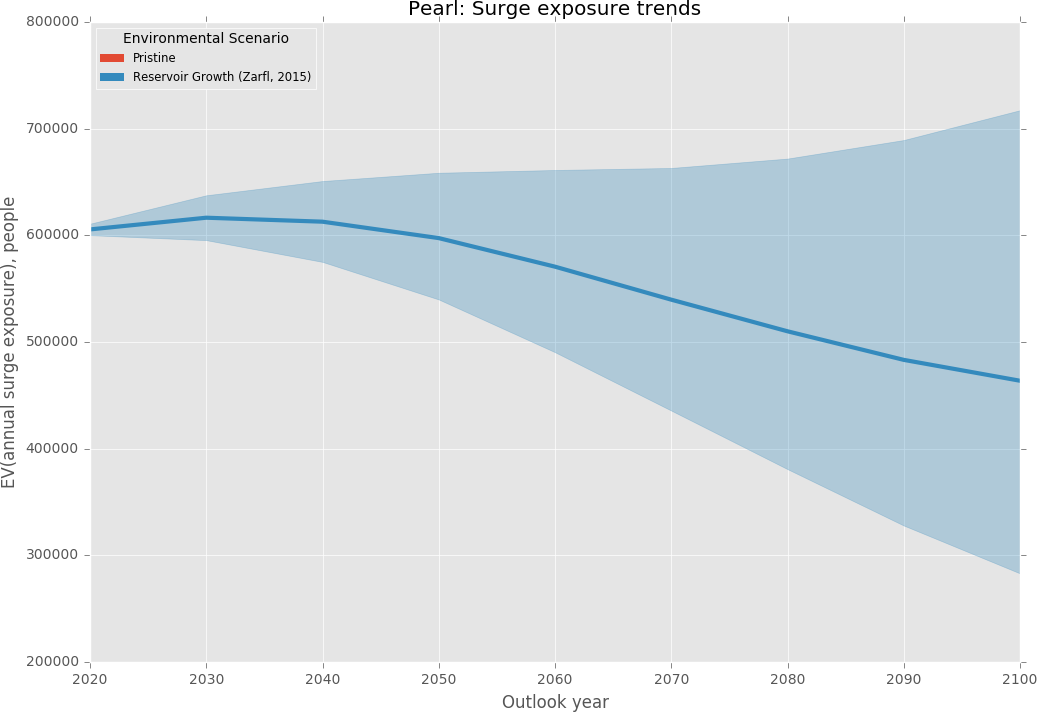 Pearl: Surge exposure trends
Environmental Scenario
Pristine
Reservoir Growth (Zarfl, 2015)
EV(annual surge exposure), people
800000
700000
600000
500000
400000
300000
200000
2020 2030 2040 2050 2060 2070 2080 2090 2100
Outlook year